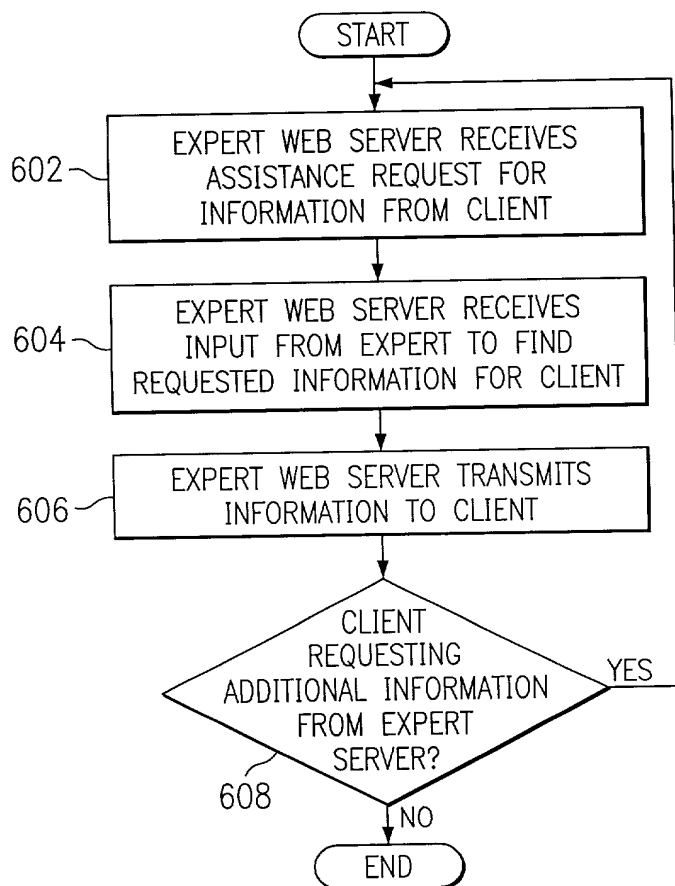 START
602
EXPERT WEB SERVER RECEIVES
ASSISTANCE REQUEST FOR
INFORMATION FROM CLIENT
604
EXPERT WEB SERVER RECEIVES
INPUT FROM EXPERT TO FIND
REQUESTED INFORMATION FOR CLIENT
606
EXPERT WEB SERVER TRANSMITS
INFORMATION TO CLIENT
CLIENT
REQUESTING
ADDITIONAL INFORMATION
FROM EXPERT
SERVER?
YES
608
NO
END